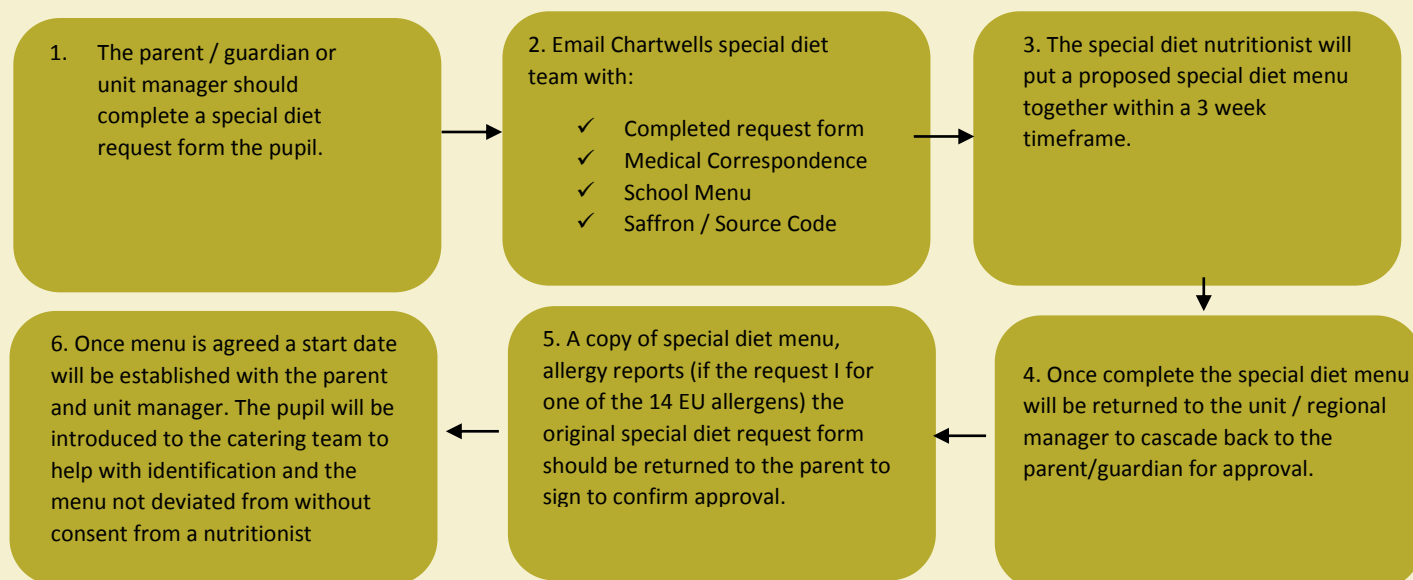 1. The parent / guardian or
unit manager should
complete a special diet
request form the pupil.
2. Email Chartwells special diet
team with:
✓ Completed request form
✓ Medical Correspondence
✓ School Menu
✓ Saffron / Source Code
3. The special diet nutritionist will
put a proposed special diet menu
together within a 3 week
timeframe.
4. Once complete the special diet menu
will be returned to the unit / regional
manager to cascade back to the
parent/guardian for approval.
5. A copy of special diet menu,
allergy reports (if the request I for
one of the 14 EU allergens) the
original special diet request form
should be returned to the parent to
sign to confirm approval.
6. Once menu is agreed a start date
will be established with the parent
and unit manager. The pupil will be
introduced to the catering team to
help with identification and the
menu not deviated from without
consent from a nutritionist